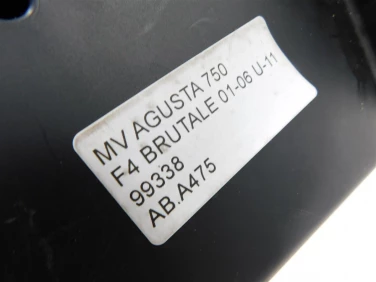 MV AGUSTA 750
F4 BRUTALE 01-06 U-11
99338
AB.A475